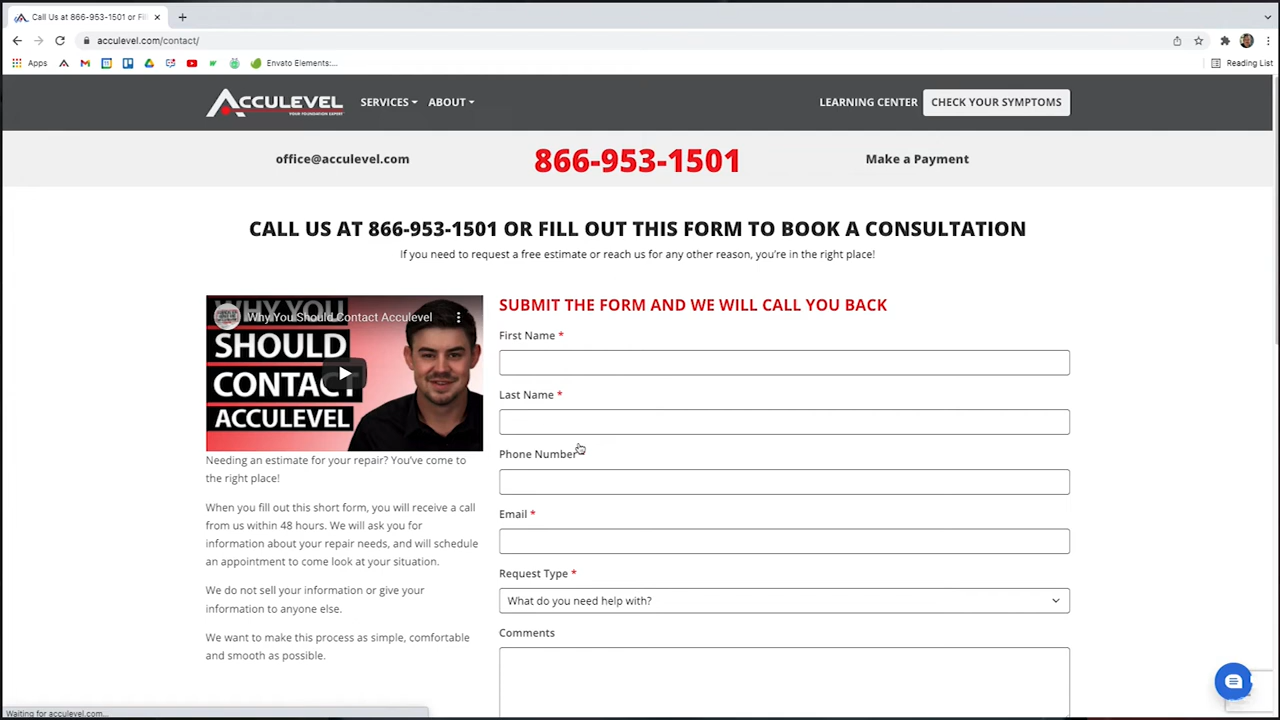 Call Us at 866-953-1501 or Fil
acculevel.com/contact/
Apps
Envato Elements:...
Reading List
ACCULEVEL
YOUR FOUNDATION EXPERT
SERVICES
ABOUT
LEARNING CENTER
CHECK YOUR SYMPTOMS
office@acculevel.com
866-953-1501
Make a Payment
CALL US AT 866-953-1501 OR FILL OUT THIS FORM TO BOOK A CONSULTATION
If you need to request a free estimate or reach us for any other reason, you're in the right place!
WHY YOU
Why You Should Contact Acculevel
SHOULD
CONTACT
ACCULEVEL
Needing an estimate for your repair? You've come to
the right place!
When you fill out this short form, you will receive a call
from us within 48 hours. We will ask you for
information about your repair needs, and will schedule
an appointment to come look at your situation.
We do not sell your information or give your
information to anyone else.
We want to make this process as simple, comfortable
and smooth as possible.
SUBMIT THE FORM AND WE WILL CALL YOU BACK
First Name *
Last Name *
Phone Number
Email *
Request Type *
What do you need help with?
Comments
Waiting for acculevel.com...